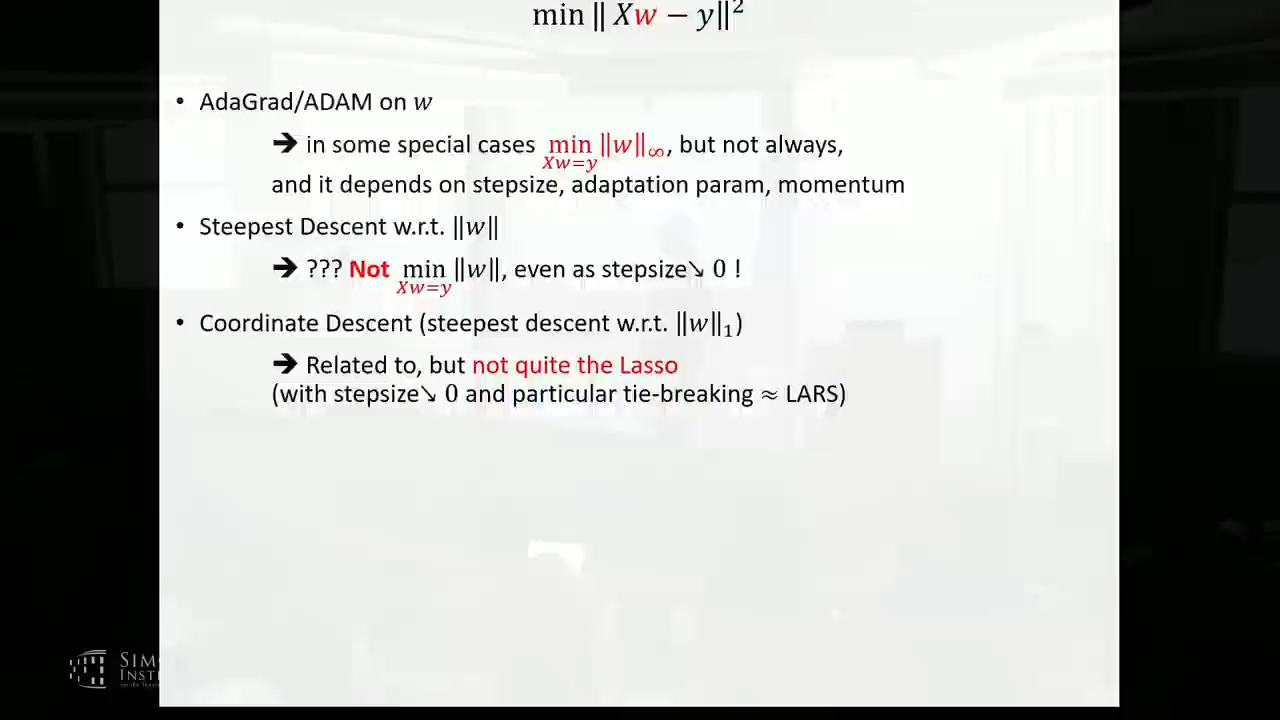 min ‖ Xw − y‖²
• AdaGrad/ADAM on w
➔ in some special cases min ‖w‖∞, but not always,
Xw=y
and it depends on stepsize, adaptation param, momentum
• Steepest Descent w.r.t. ‖w‖
➔ ??? Not min ‖w‖, even as stepsize↘ 0 !
Xw=y
• Coordinate Descent (steepest descent w.r.t. ‖w‖₁)
➔ Related to, but not quite the Lasso
(with stepsize↘ 0 and particular tie-breaking ≈ LARS)